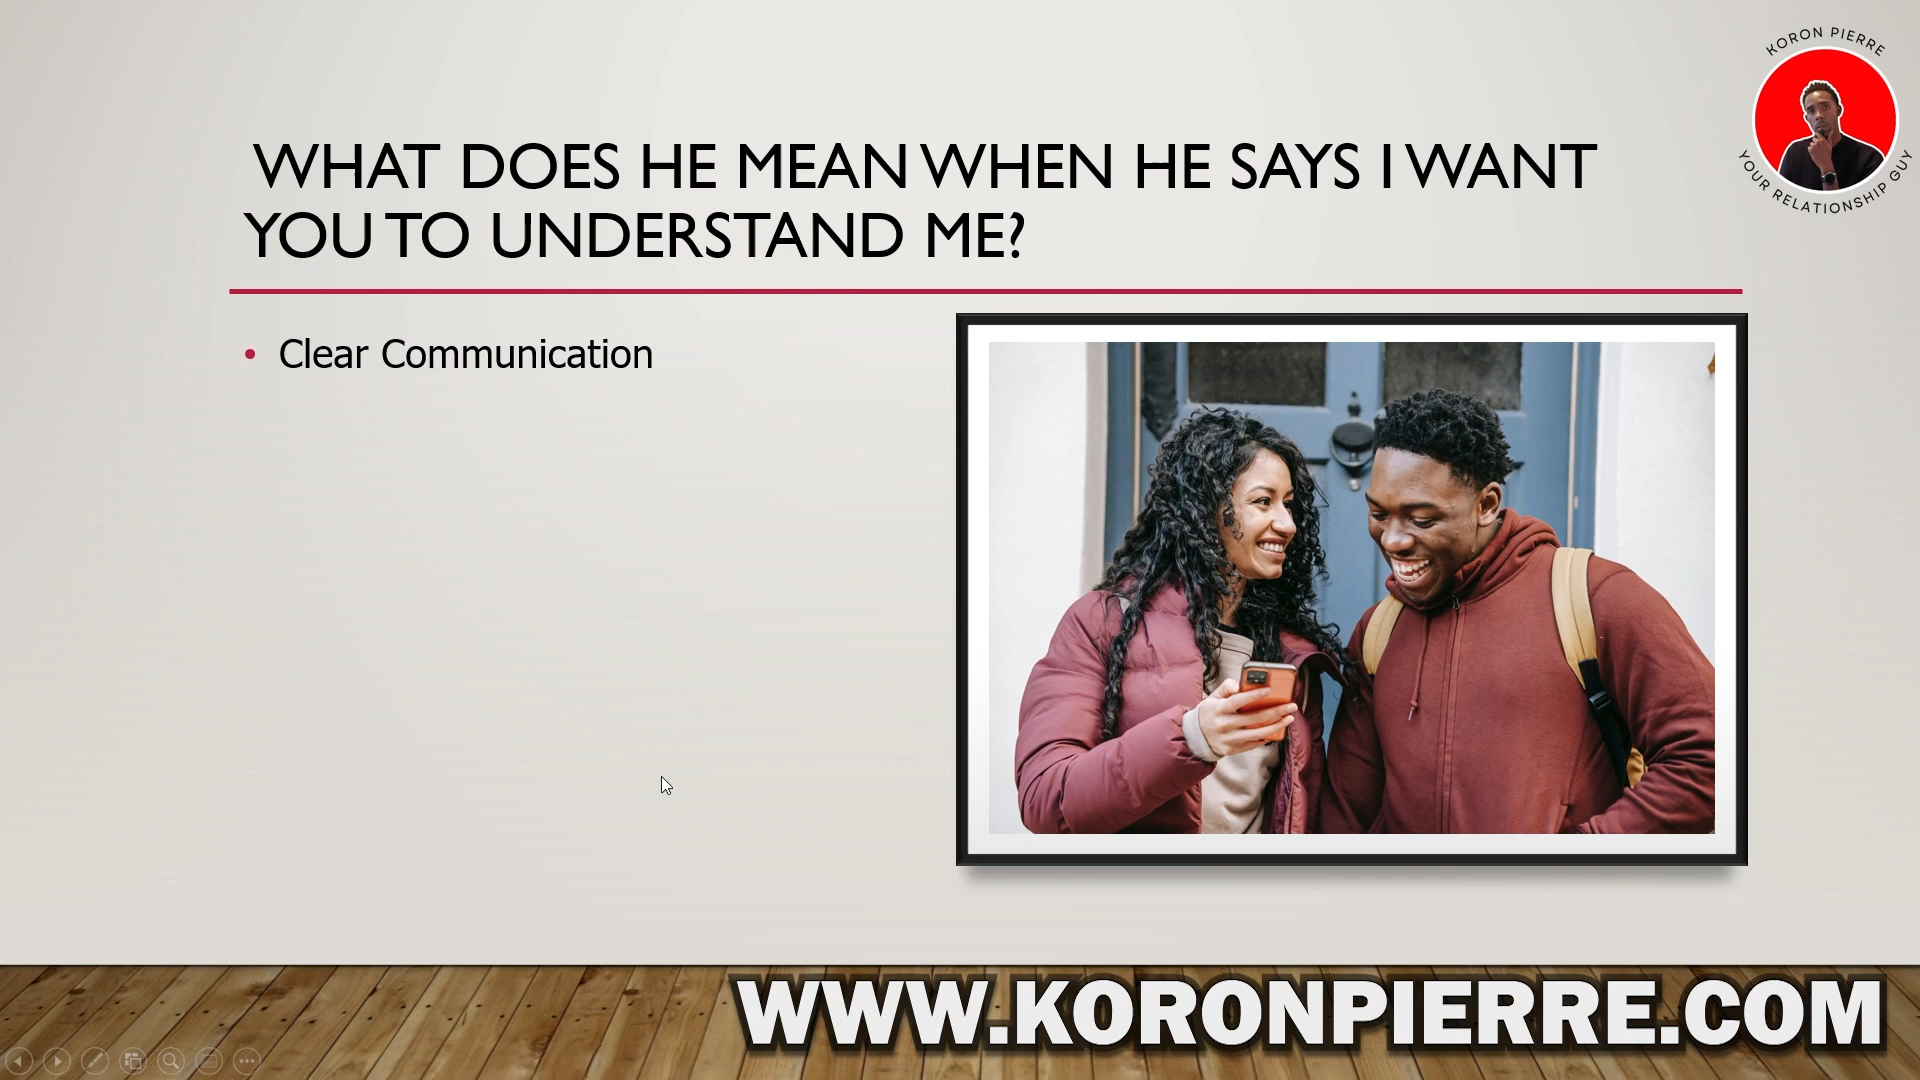 KORON PIERRE
YOUR RELATIONSHIP GUY
WHAT DOES HE MEAN WHEN HE SAYS I WANT
YOU TO UNDERSTAND ME?
• Clear Communication
WWW.KORONPIERRE.COM